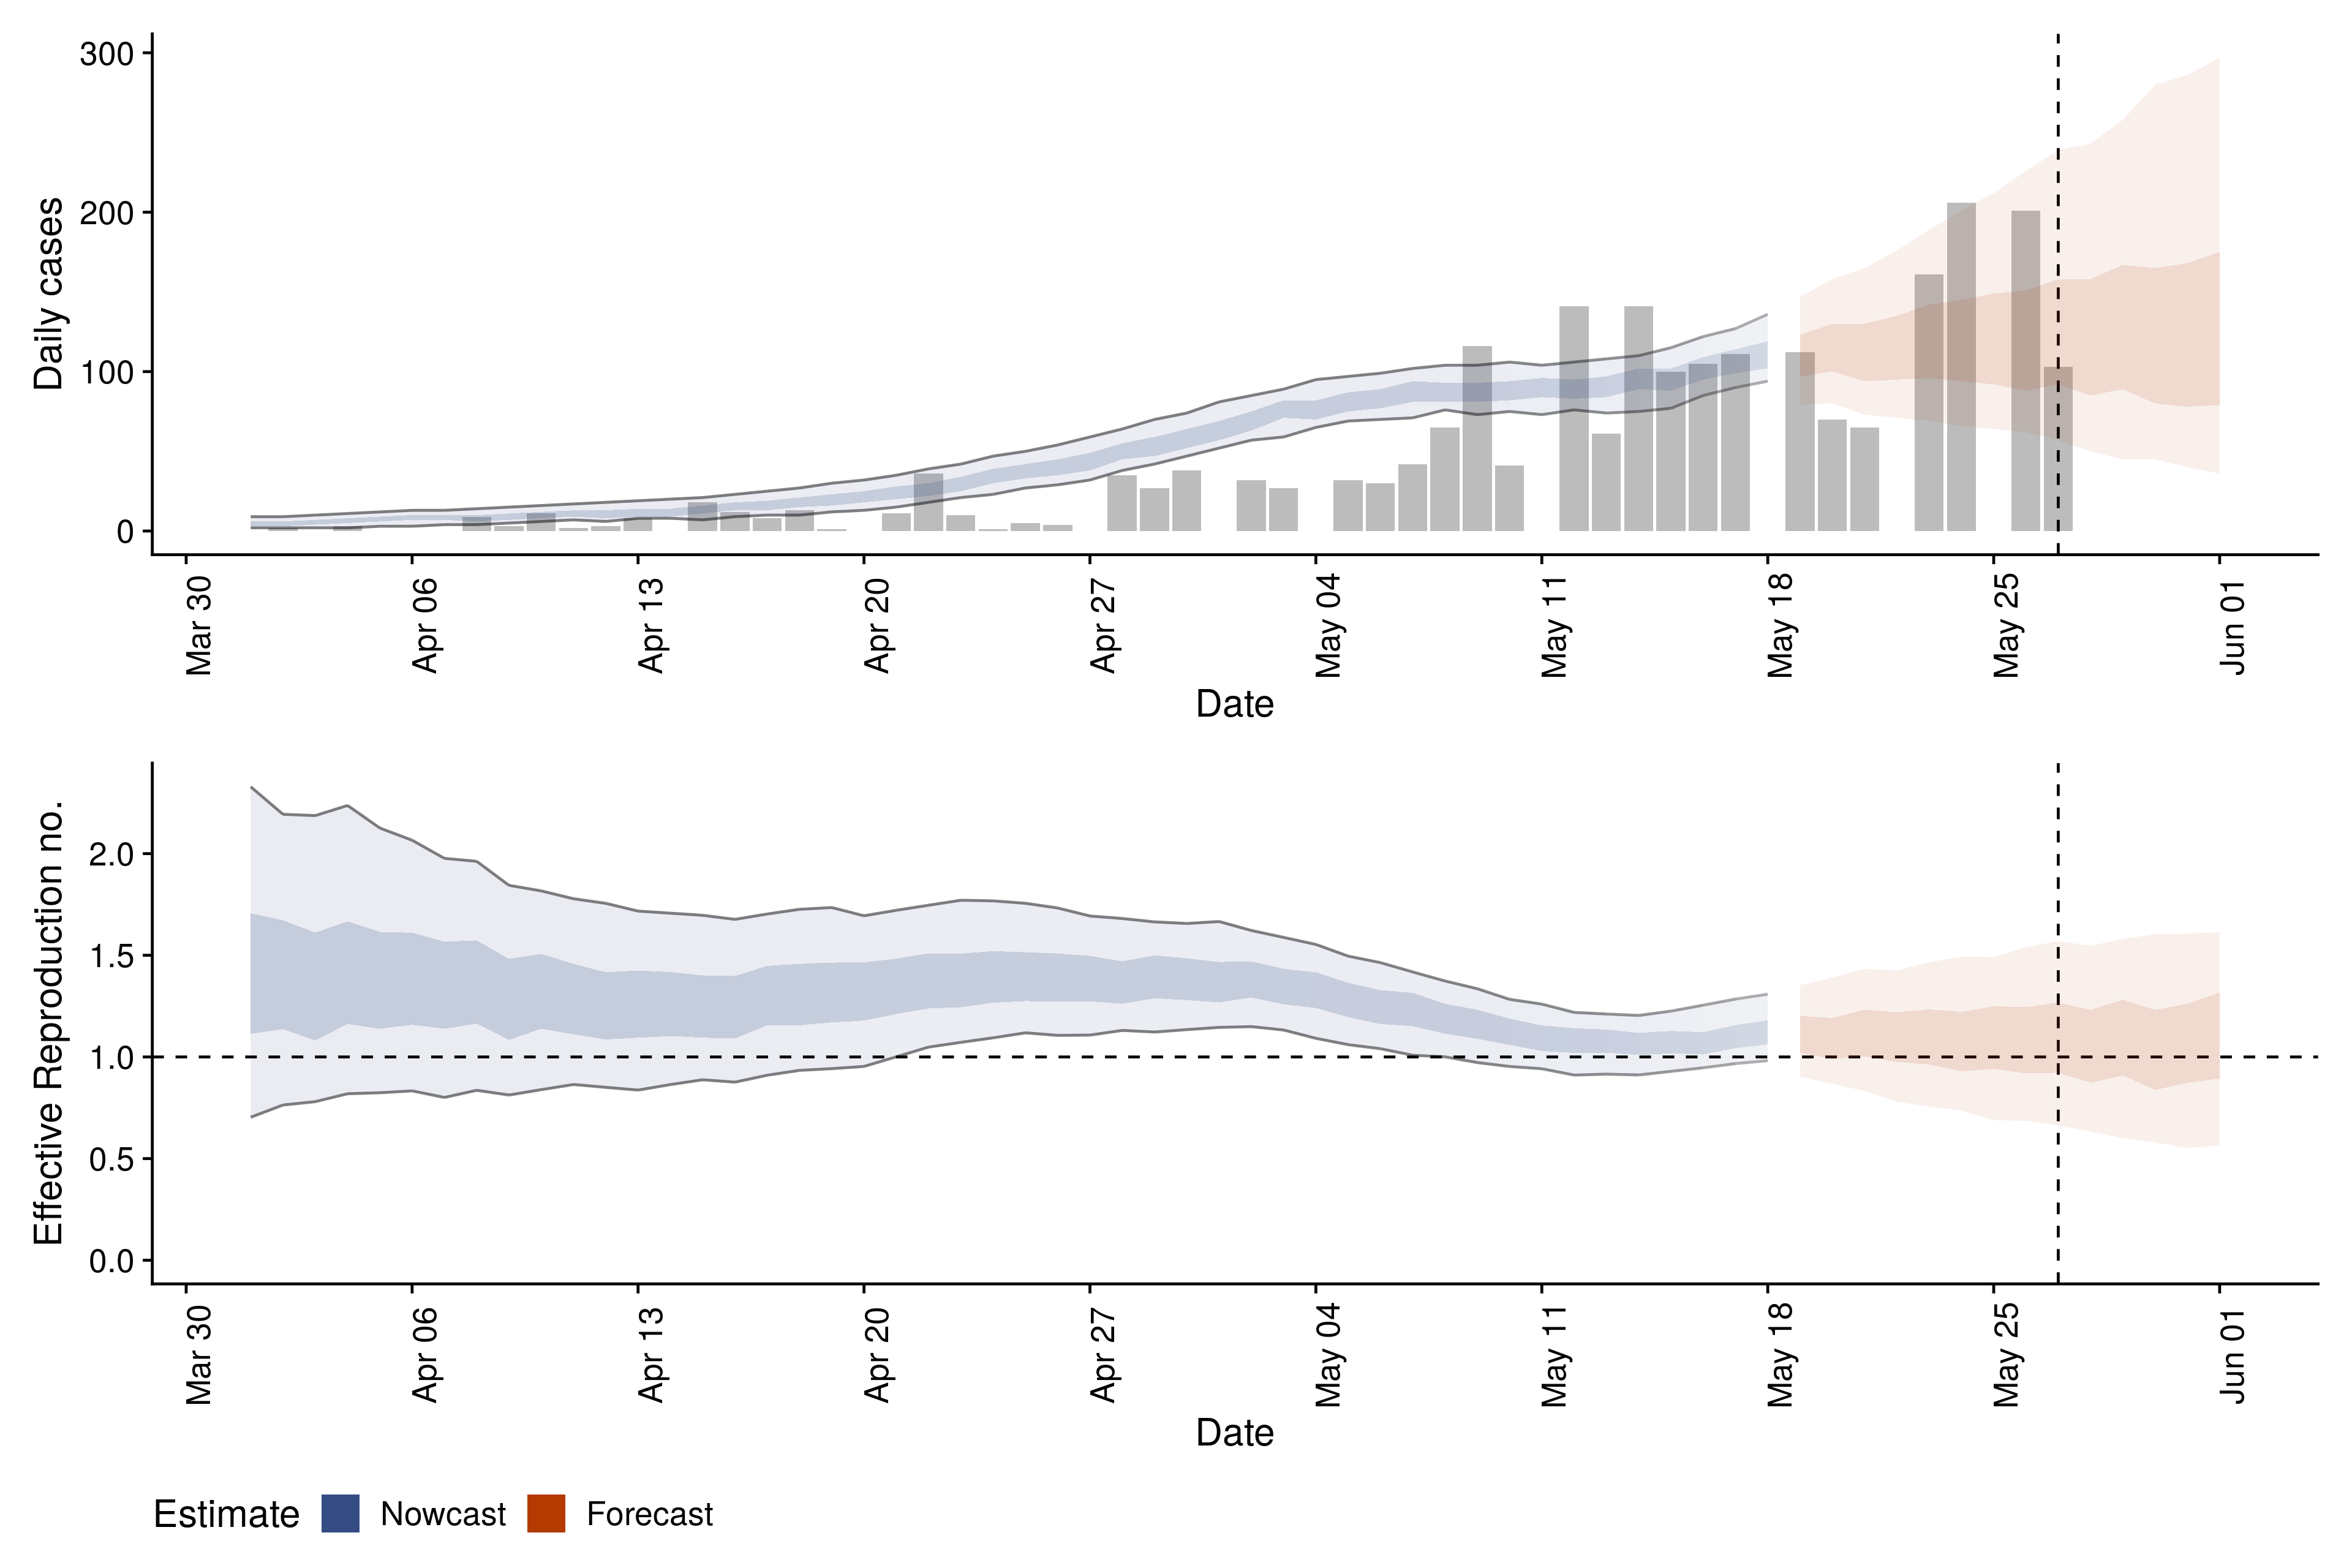 300
200
100
0
Daily cases
Mar 30
Apr 06
Apr 13
Apr 20
Apr 27
May 04
May 11
May 18
May 25
Jun 01
Date
2.0
1.5
1.0
0.5
0.0
Effective Reproduction no.
Mar 30
Apr 06
Apr 13
Apr 20
Apr 27
May 04
May 11
May 18
May 25
Jun 01
Date
Estimate Nowcast Forecast